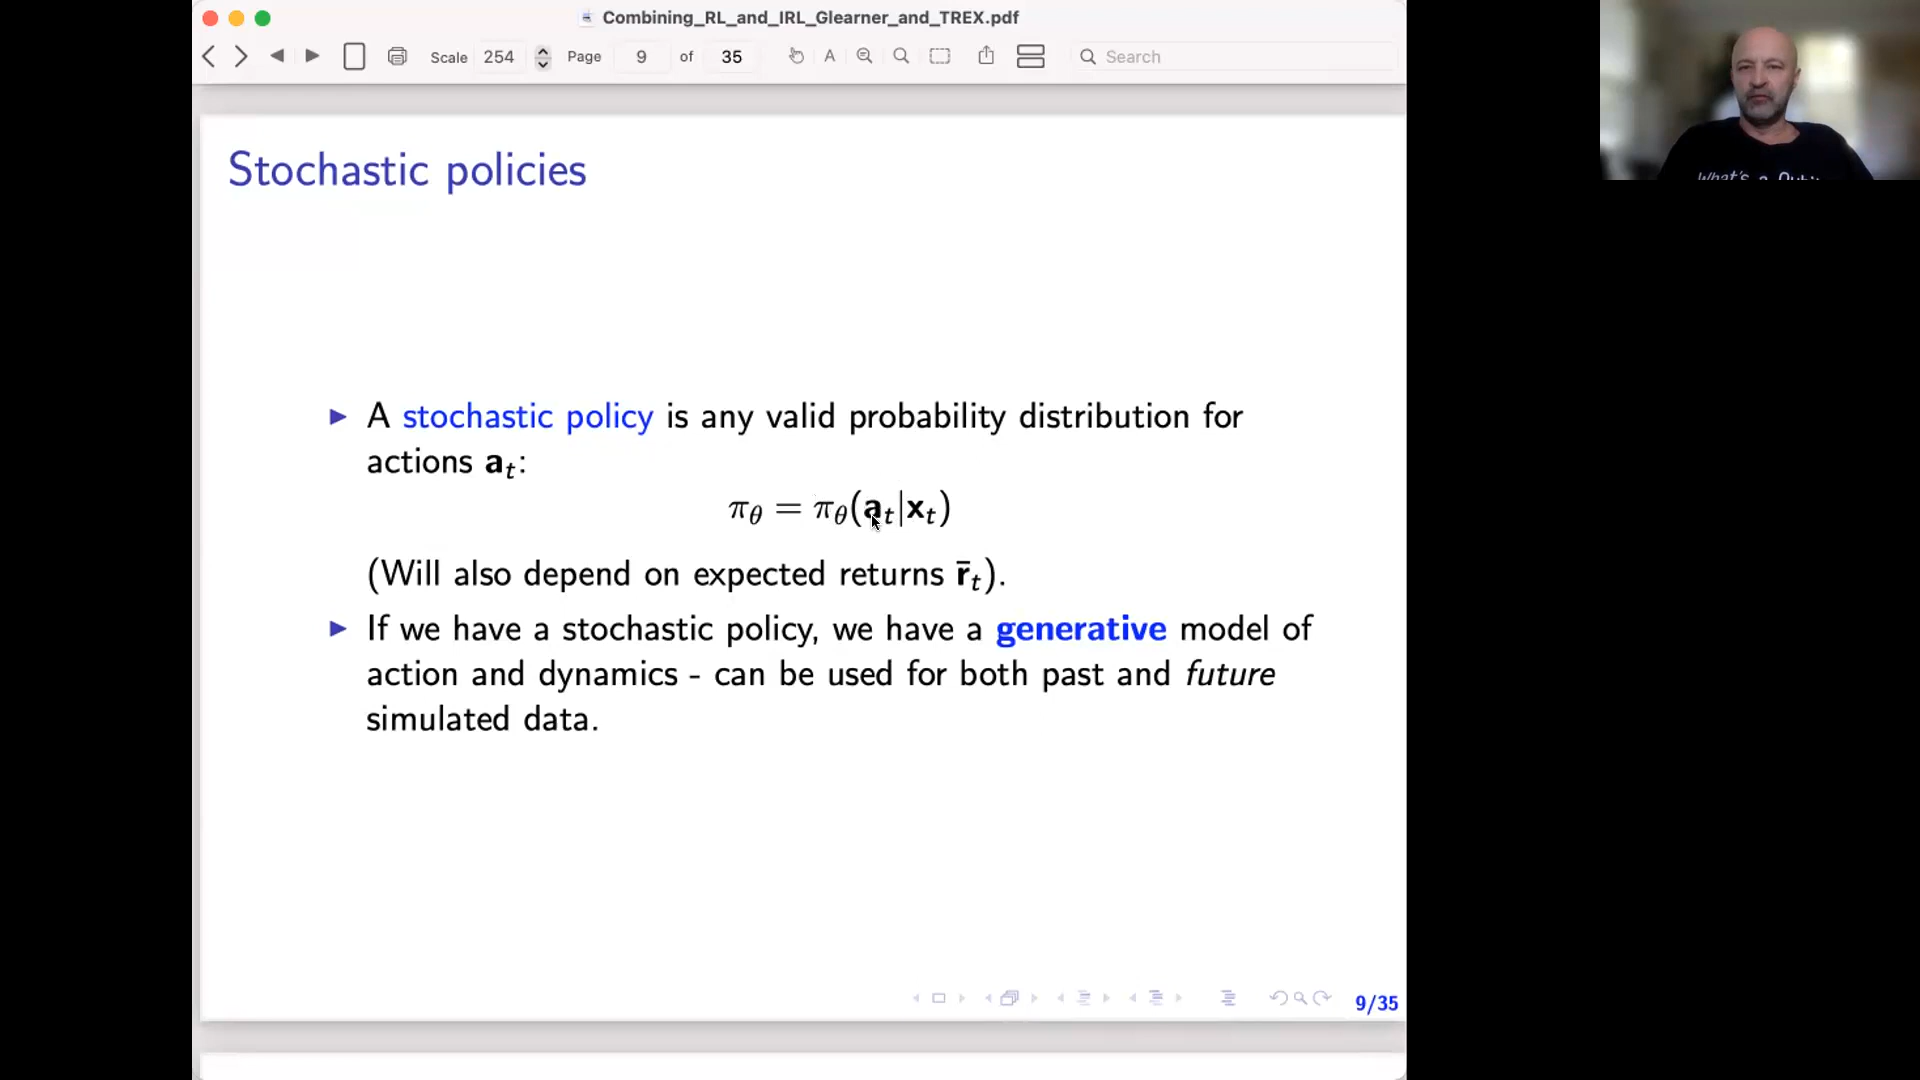 Combining_RL_and_IRL_Glearner_and_TREX.pdf
Scale 254 Page 9 of 35 A Search
Stochastic policies
▶ A stochastic policy is any valid probability distribution for
actions a_t:
π_θ = π_θ(a_t|x_t)
(Will also depend on expected returns r̄_t).
▶ If we have a stochastic policy, we have a generative model of
action and dynamics - can be used for both past and future
simulated data.
9/35
What's a